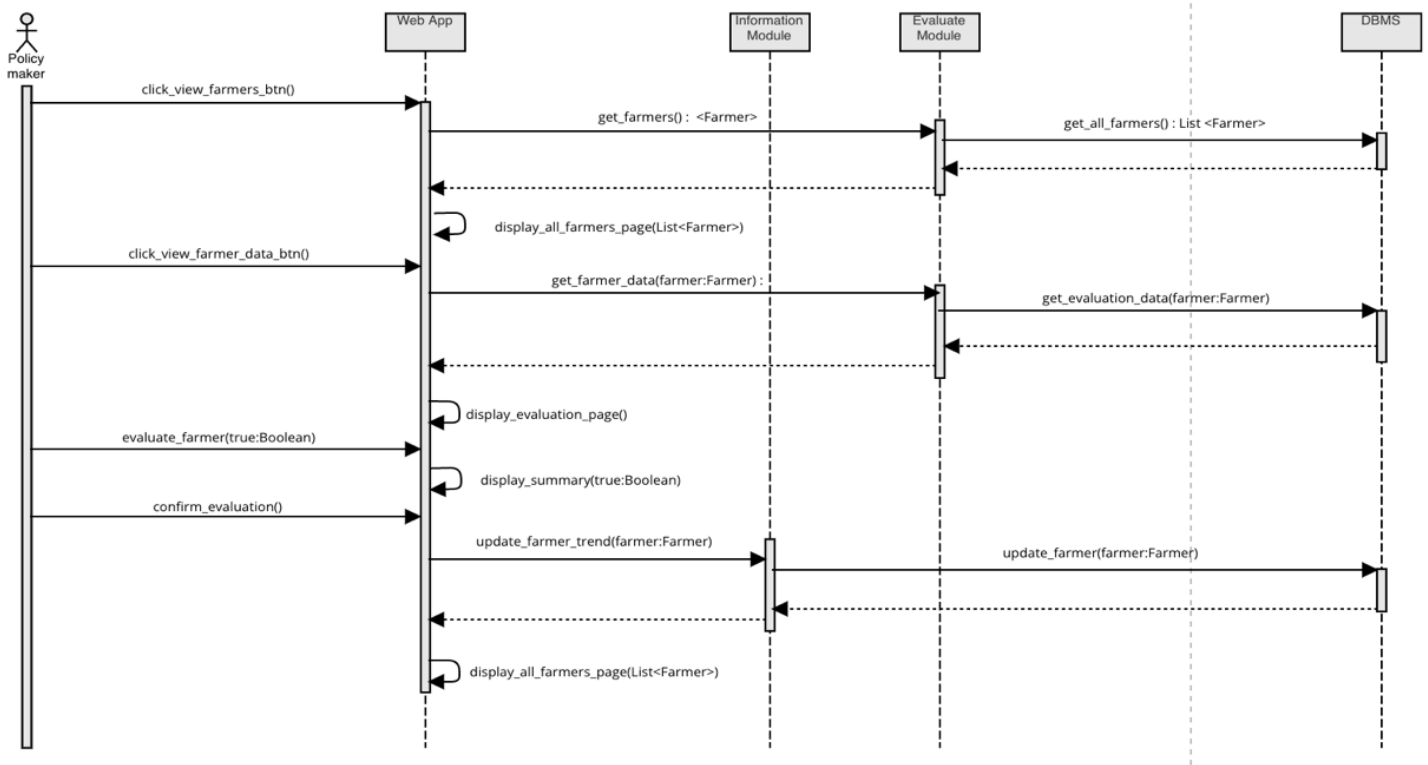 Web App
Information
Module
Evaluate
Module
DBMS
Policy
maker
click_view_farmers_btn()
get_farmers() :  <Farmer>
get_all_farmers() : List <Farmer>
display_all_farmers_page(List<Farmer>)
click_view_farmer_data_btn()
get_farmer_data(farmer:Farmer) :
get_evaluation_data(farmer:Farmer)
display_evaluation_page()
evaluate_farmer(true:Boolean)
display_summary(true:Boolean)
confirm_evaluation()
update_farmer_trend(farmer:Farmer)
update_farmer(farmer:Farmer)
display_all_farmers_page(List<Farmer>)